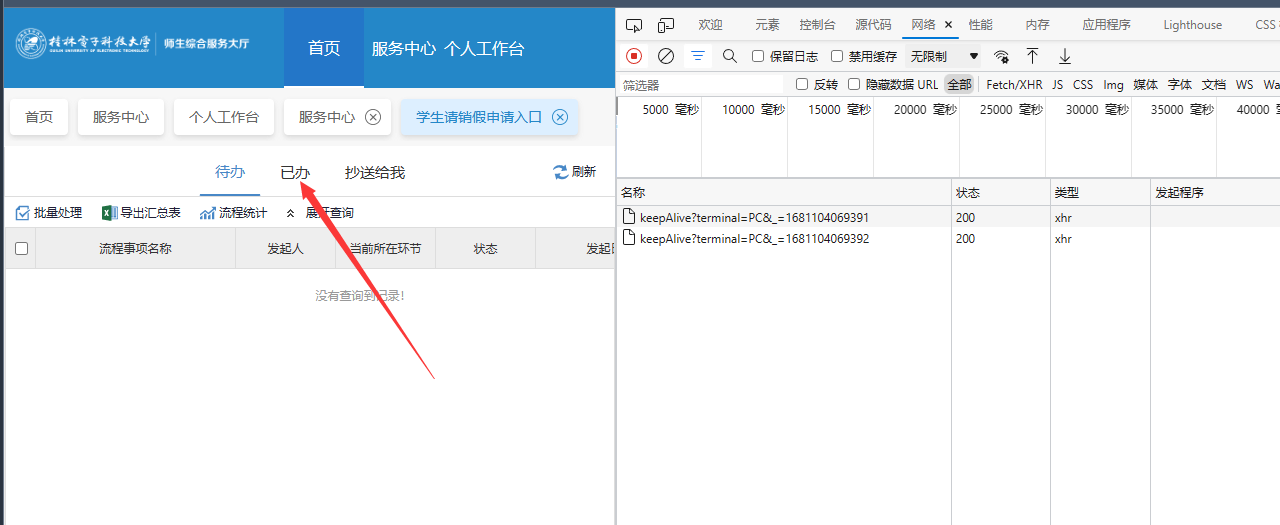 桂林电子科技大学
GUILIN UNIVERSITY OF ELECTRONIC TECHNOLOGY
师生综合服务大厅
首页 服务中心 个人工作台
首页 服务中心 个人工作台 服务中心 学生请销假申请入口
待办 已办 抄送给我 刷新
批量处理 导出汇总表 流程统计 展开查询
流程事项名称 发起人 当前所在环节 状态 发起
没有查询到记录!
欢迎 元素 控制台 源代码 网络 性能 内存 应用程序 Lighthouse CSS
保留日志 禁用缓存 无限制
筛选器 反转 隐藏数据 URL 全部 Fetch/XHR JS CSS Img 媒体 字体 文档 WS Wa
5000 毫秒 10000 毫秒 15000 毫秒 20000 毫秒 25000 毫秒 30000 毫秒 35000 毫秒 40000 毫
名称 状态 类型 发起程序
keepAlive?terminal=PC&_=1681104069391 200 xhr
keepAlive?terminal=PC&_=1681104069392 200 xhr